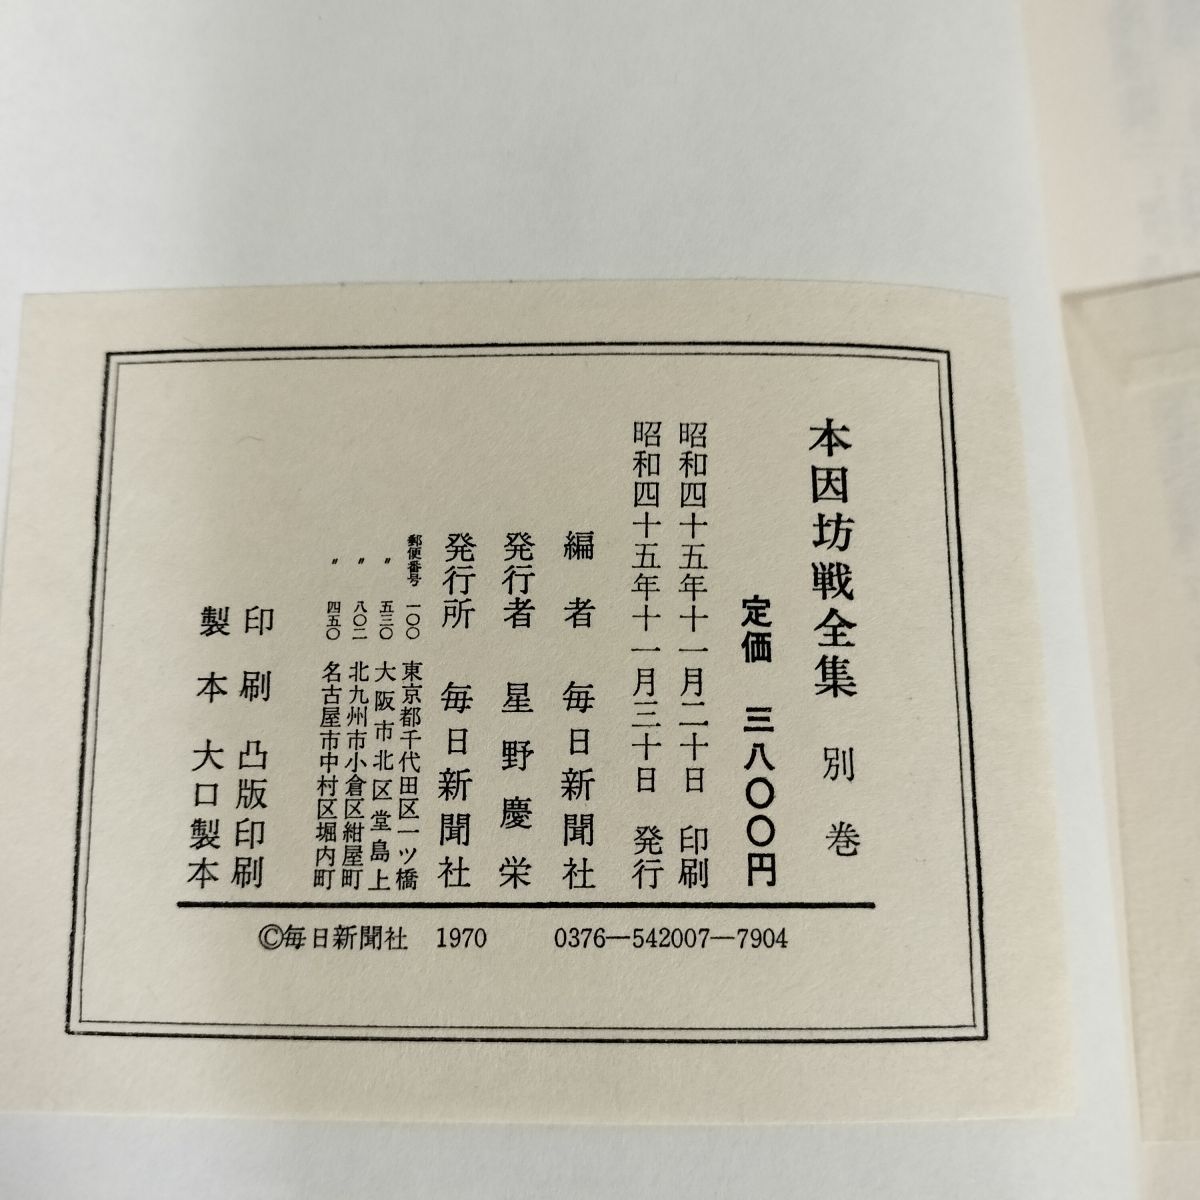 本因坊戦全集 別巻
定価 三八〇〇円
昭和四十五年十一月二十日 印刷
昭和四十五年十一月三十日 発行
編者 毎日新聞社
発行者 星野慶栄
発行所 毎日新聞社
郵便番号 一〇〇 東京都千代田区一ツ橋
〃 五三〇 大阪市北区堂島上
〃 八〇二 北九州市小倉区紺屋町
〃 四五〇 名古屋市中村区堀内町
印刷 凸版印刷
製本 大口製本
©毎日新聞社 1970 0376—542007—7904